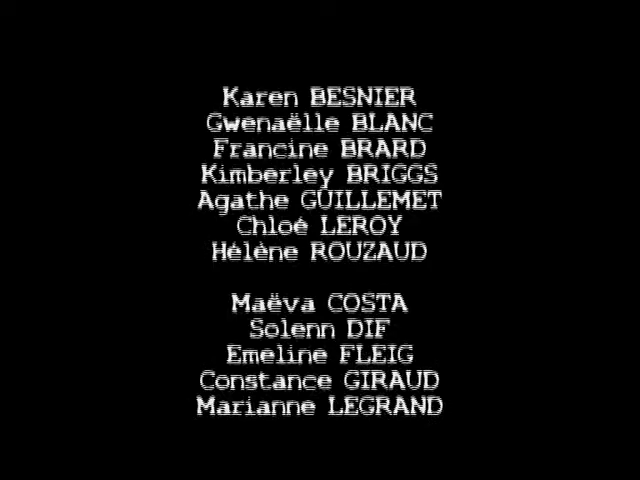 Karen BESNIER
Gwenaëlle BLANC
Francine BRARD
Kimberley BRIGGS
Agathe GUILLEMET
Chloé LEROY
Hélène ROUZAUD
Maëva COSTA
Solenn DIF
Emeline FLEIG
Constance GIRAUD
Marianne LEGRAND